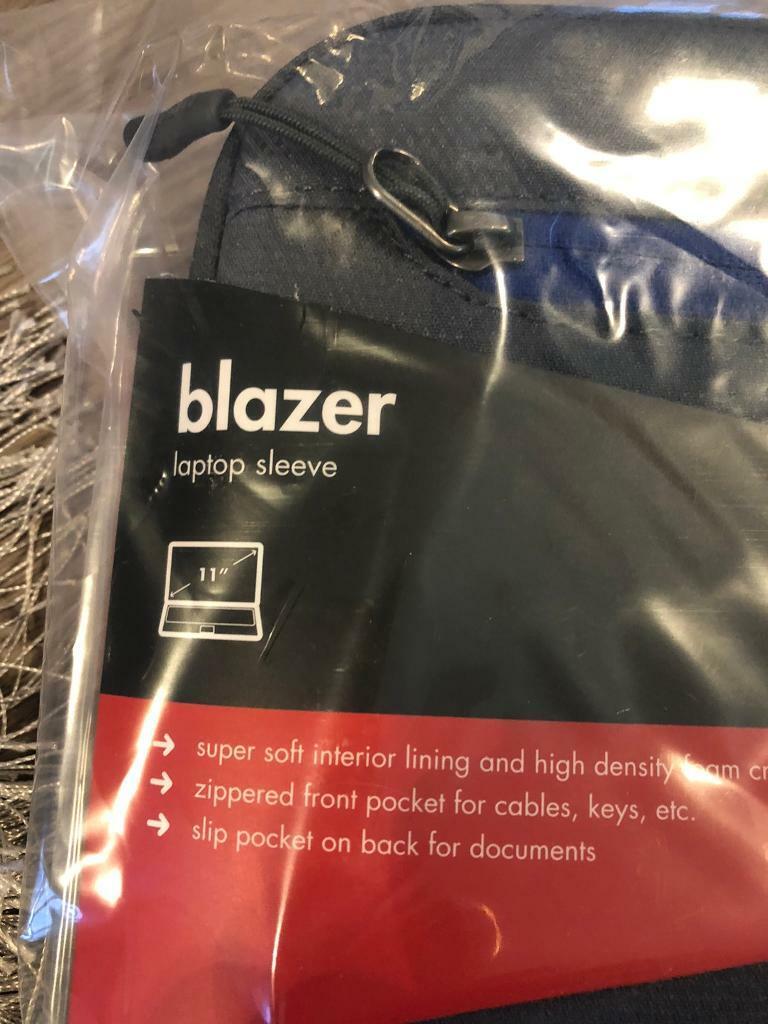 blazer
laptop sleeve
11"
super soft interior lining and high density foam
zippered front pocket for cables, keys, etc.
slip pocket on back for documents